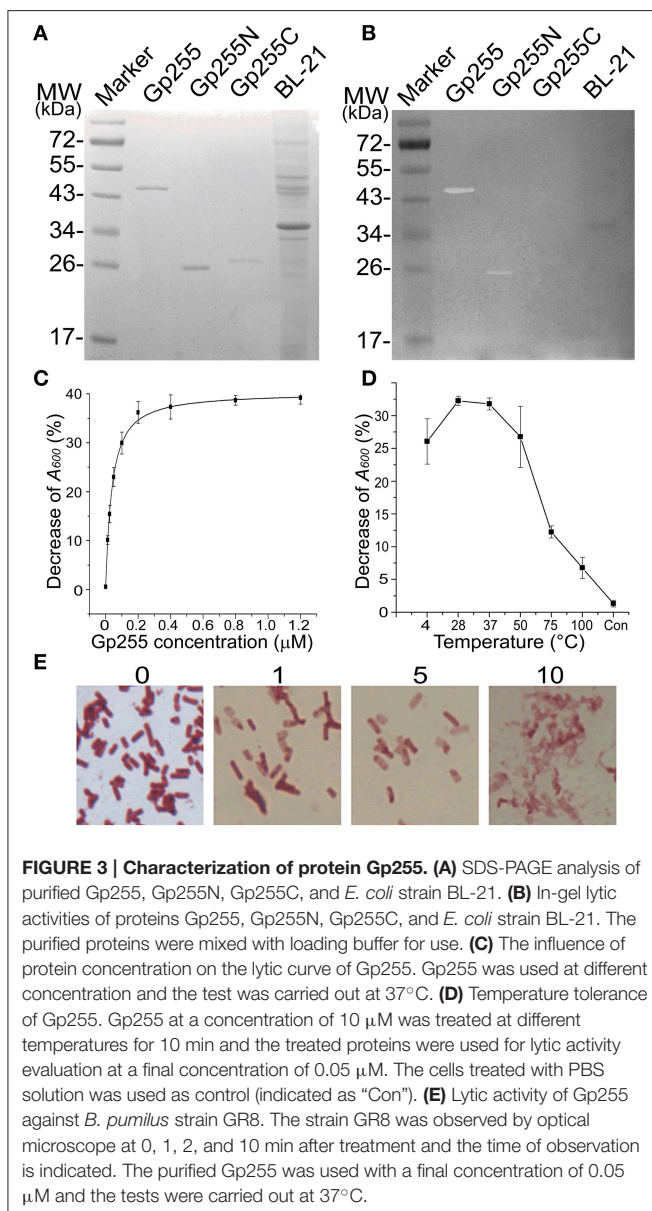 A
B
Marker
Gp255
Gp255N
Gp255C
BL-21
MW
(kDa)
72-
55-
43-
34-
26-
17-
Marker
Gp255
Gp255N
Gp255C
BL-21
MW
(kDa)
72-
55-
43-
34-
26-
17-
C
Decrease of A600 (%)
40
30
20
10
0
0 0.2 0.4 0.6 0.8 1.0 1.2
Gp255 concentration (μM)
D
Decrease of A600 (%)
30
25
20
15
10
5
0
4 28 37 50 75 100 Con
Temperature (°C)
E
0 1 5 10
FIGURE 3 | Characterization of protein Gp255. (A) SDS-PAGE analysis of
purified Gp255, Gp255N, Gp255C, and E. coli strain BL-21. (B) In-gel lytic
activities of proteins Gp255, Gp255N, Gp255C, and E. coli strain BL-21. The
purified proteins were mixed with loading buffer for use. (C) The influence of
protein concentration on the lytic curve of Gp255. Gp255 was used at different
concentration and the test was carried out at 37°C. (D) Temperature tolerance
of Gp255. Gp255 at a concentration of 10 μM was treated at different
temperatures for 10 min and the treated proteins were used for lytic activity
evaluation at a final concentration of 0.05 μM. The cells treated with PBS
solution was used as control (indicated as “Con”). (E) Lytic activity of Gp255
against B. pumilus strain GR8. The strain GR8 was observed by optical
microscope at 0, 1, 2, and 10 min after treatment and the time of observation
is indicated. The purified Gp255 was used with a final concentration of 0.05
μM and the tests were carried out at 37°C.